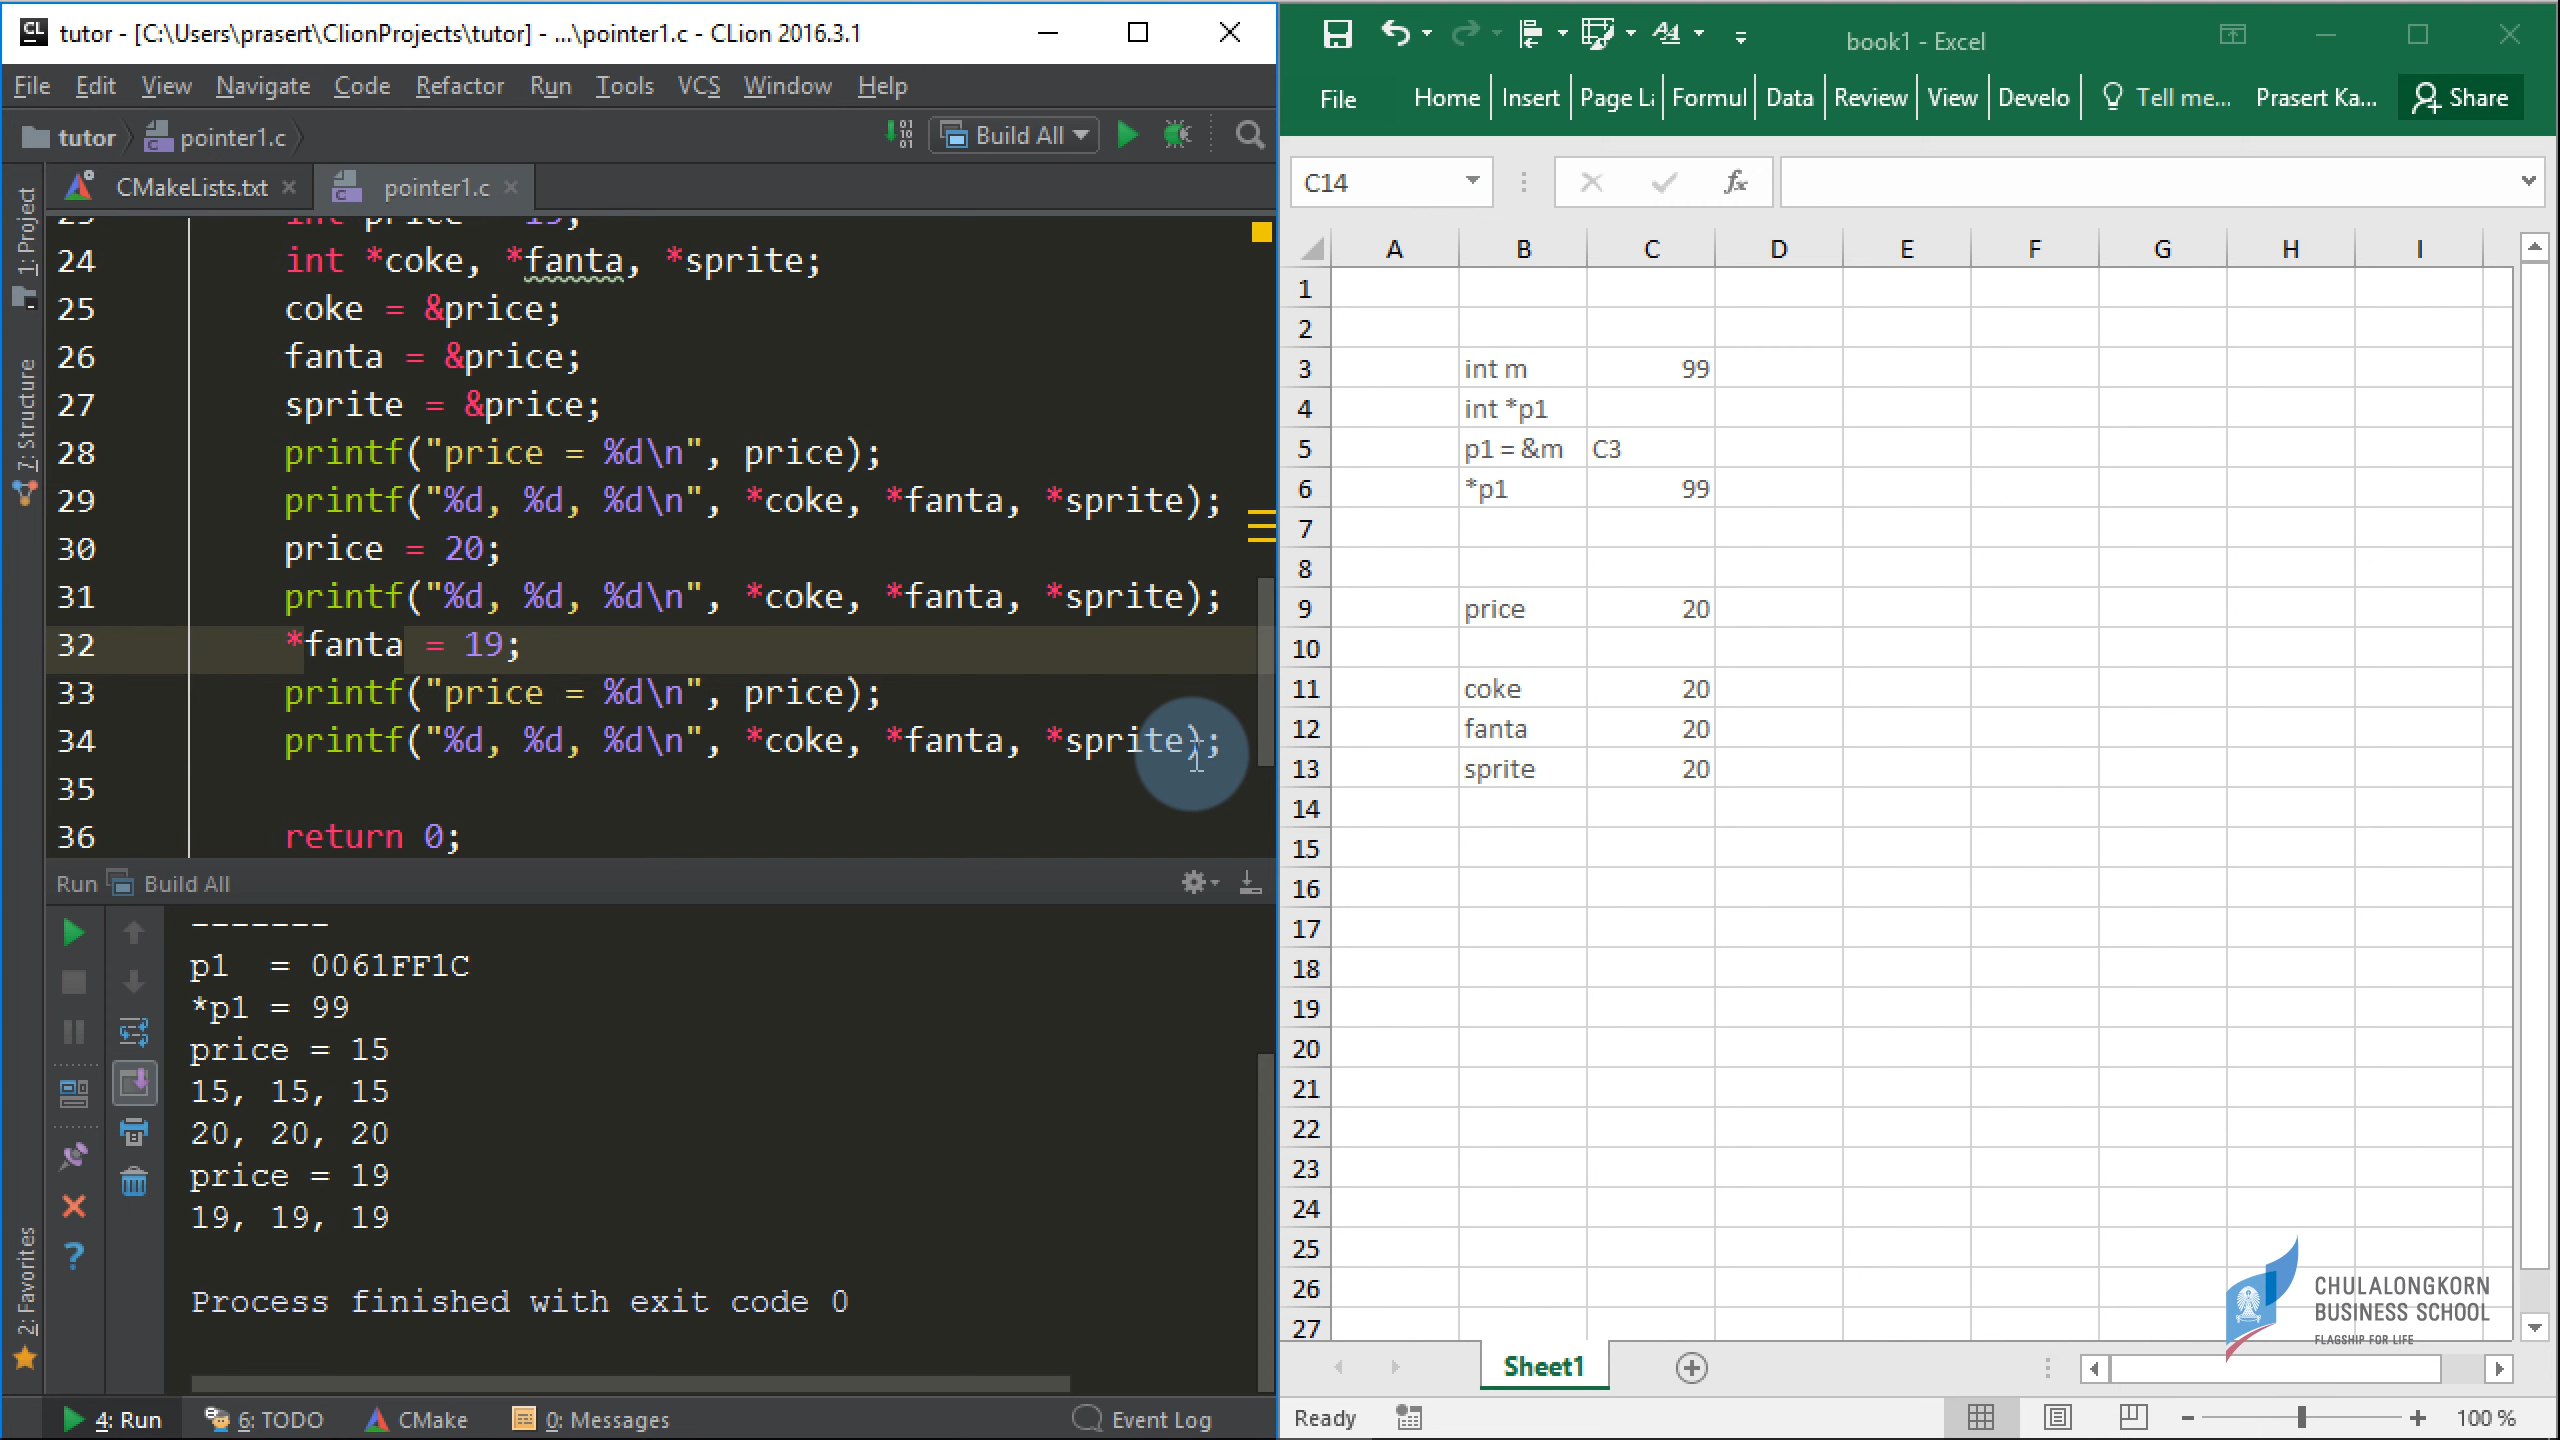 tutor - [C:\Users\prasert\ClionProjects\tutor] - ...\pointer1.c - CLion 2016.3.1
File Edit View Navigate Code Refactor Run Tools VCS Window Help
tutor pointer1.c Build All
CMakeLists.txt pointer1.c
1: Project
7: Structure
2: Favorites
24 int *coke, *fanta, *sprite;
25 coke = &price;
26 fanta = &price;
27 sprite = &price;
28 printf("price = %d\n", price);
29 printf("%d, %d, %d\n", *coke, *fanta, *sprite);
30 price = 20;
31 printf("%d, %d, %d\n", *coke, *fanta, *sprite);
32 *fanta = 19;
33 printf("price = %d\n", price);
34 printf("%d, %d, %d\n", *coke, *fanta, *sprite);
35
36 return 0;
Run Build All
-------
p1  = 0061FF1C
*p1 = 99
price = 15
15, 15, 15
20, 20, 20
price = 19
19, 19, 19
Process finished with exit code 0
4: Run 6: TODO CMake 0: Messages Event Log
book1 - Excel
File Home Insert Page L Formul Data Review View Develo Tell me... Prasert Ka... Share
C14 fx
A B C D E F G H I
1
2
3 int m 99
4 int *p1
5 p1 = &m C3
6 *p1 99
7
8
9 price 20
10
11 coke 20
12 fanta 20
13 sprite 20
14
15
16
17
18
19
20
21
22
23
24
25
26
27
CHULALONGKORN
BUSINESS SCHOOL
FLAGSHIP FOR LIFE
Sheet1
Ready 100 %